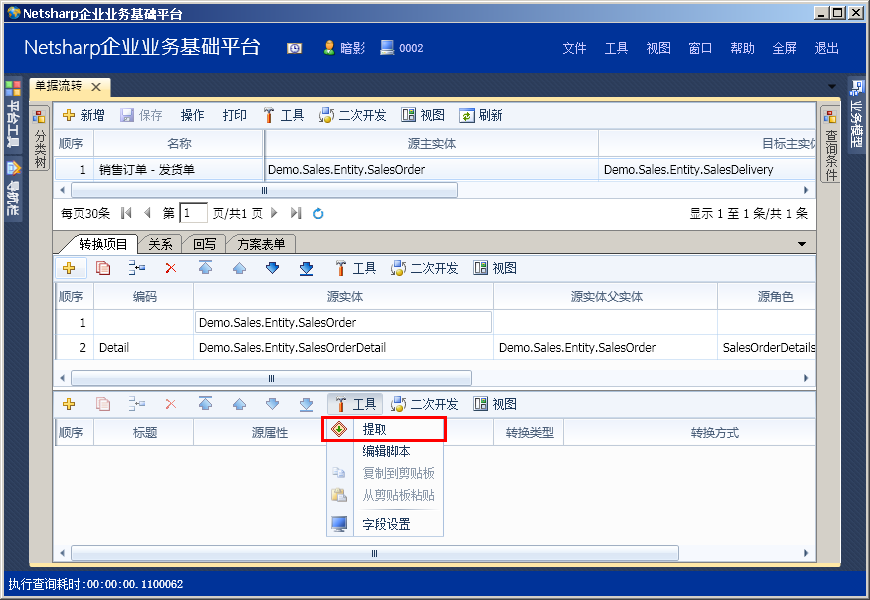 Netsharp企业业务基础平台
Netsharp企业业务基础平台 暗影 0002 文件 工具 视图 窗口 帮助 全屏 退出
平台工具
导航栏
单据流转
分类树
新增 保存 操作 打印 工具 二次开发 视图 刷新
顺序 名称 源主实体 目标主实体
1 销售订单 - 发货单 Demo.Sales.Entity.SalesOrder Demo.Sales.Entity.SalesDelivery
每页30条 第 1 页/共1 页 显示 1 至 1 条/共 1 条
转换项目 关系 回写 方案表单
工具 二次开发 视图
顺序 编码 源实体 源实体父实体 源角色
1 Demo.Sales.Entity.SalesOrder
2 Detail Demo.Sales.Entity.SalesOrderDetail Demo.Sales.Entity.SalesOrder SalesOrderDetails
工具 二次开发 视图
顺序 标题 源属性 转换类型 转换方式
提取
编辑脚本
复制到剪贴板
从剪贴板粘贴
字段设置
查询条件
业务模型
执行查询耗时:00:00:00.1100062